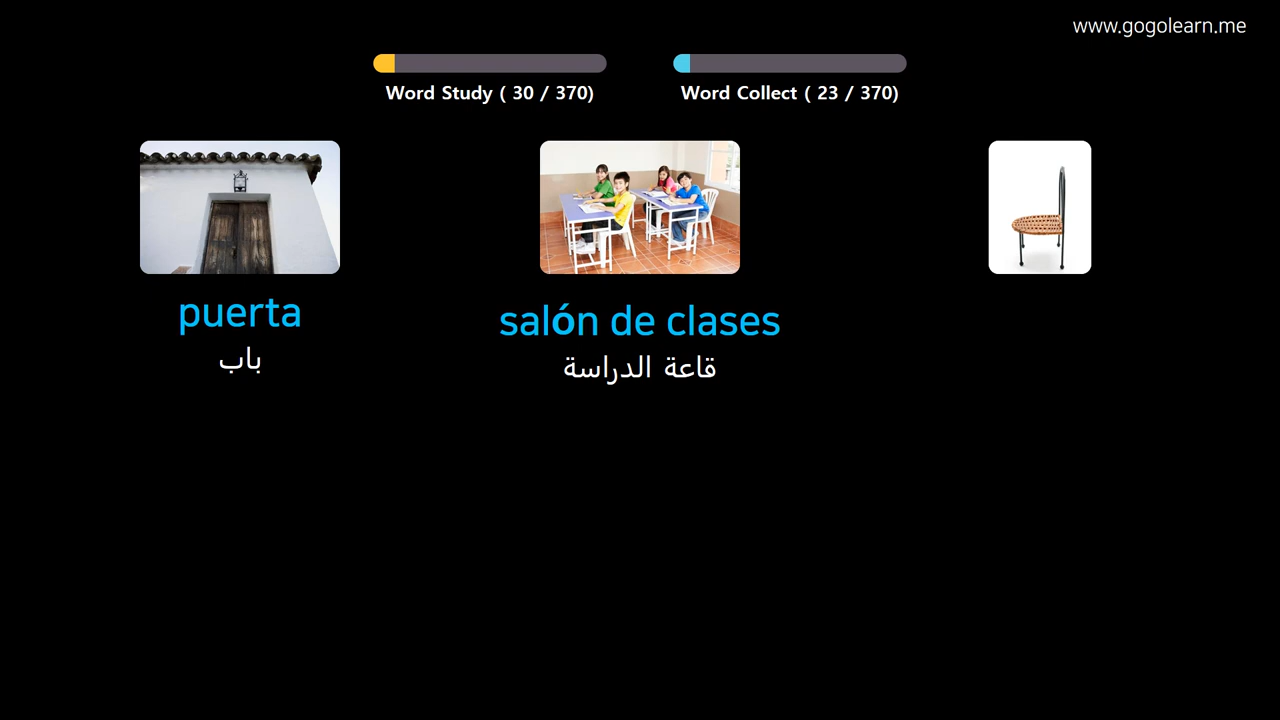 www.gogolearn.me
Word Study ( 30 / 370)
Word Collect ( 23 / 370)
puerta
باب
salón de clases
قاعة الدراسة